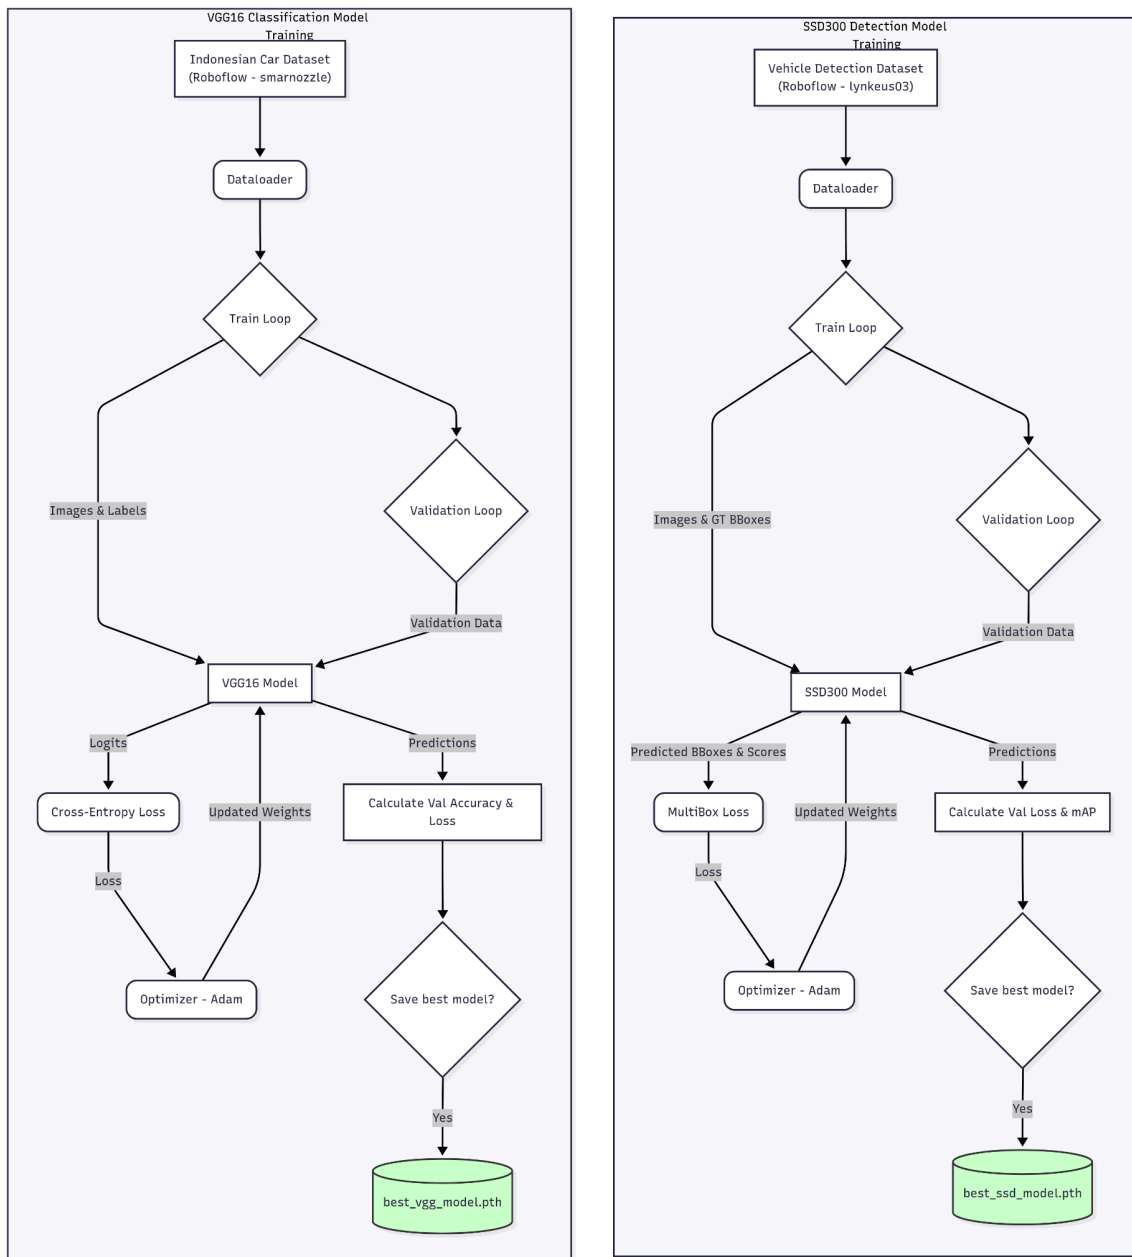 VGG16 Classification Model
Training
Indonesian Car Dataset
(Roboflow - smarnozzle)
Dataloader
Train Loop
Images & Labels
Validation Loop
Validation Data
VGG16 Model
Logits
Predictions
Cross-Entropy Loss
Updated Weights
Calculate Val Accuracy &
Loss
Loss
Optimizer - Adam
Save best model?
Yes
best_vgg_model.pth
SSD300 Detection Model
Training
Vehicle Detection Dataset
(Roboflow - lynkeus03)
Dataloader
Train Loop
Images & GT BBoxes
Validation Loop
Validation Data
SSD300 Model
Predicted BBoxes & Scores
Predictions
MultiBox Loss
Updated Weights
Calculate Val Loss & mAP
Loss
Optimizer - Adam
Save best model?
Yes
best_ssd_model.pth